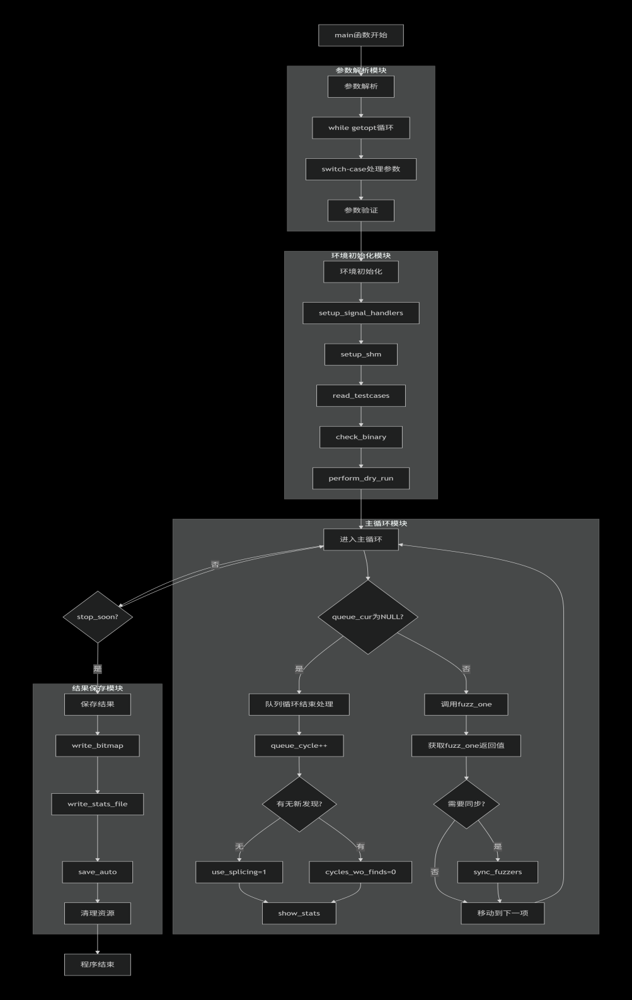 main函数开始
参数解析模块
参数解析
while getopt循环
switch-case处理参数
参数验证
环境初始化模块
环境初始化
setup_signal_handlers
setup_shm
read_testcases
check_binary
perform_dry_run
主循环模块
进入主循环
否
stop_soon?
queue_cur为NULL?
是
是
否
结果保存模块
保存结果
队列循环结束处理
调用fuzz_one
write_bitmap
queue_cycle++
获取fuzz_one返回值
write_stats_file
有无新发现?
需要同步?
无
有
是
否
save_auto
use_splicing=1
cycles_wo_finds=0
sync_fuzzers
清理资源
show_stats
移动到下一项
程序结束